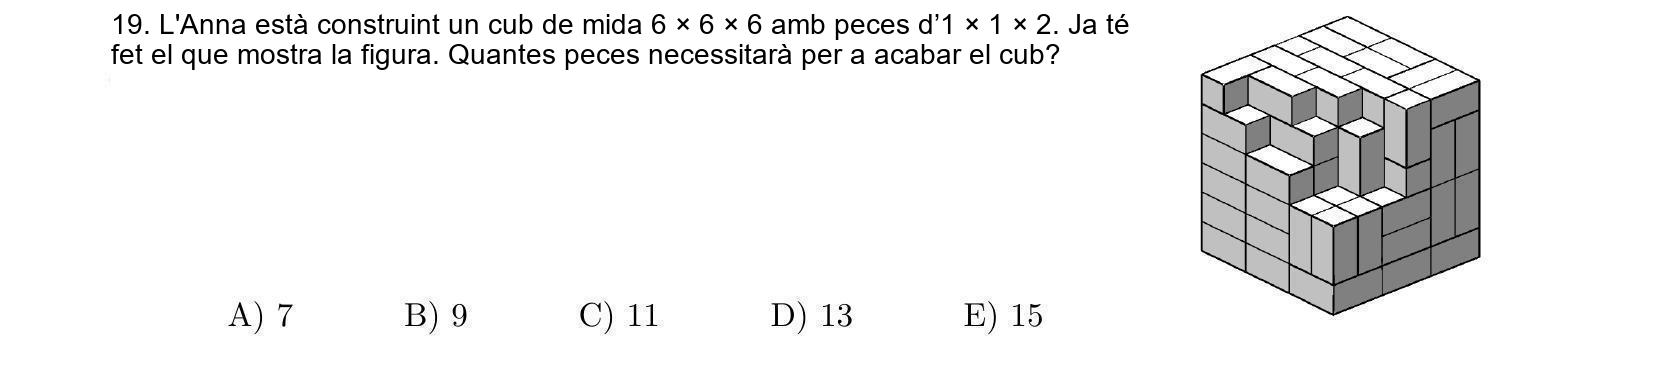 19. L'Anna està construint un cub de mida 6 × 6 × 6 amb peces d’1 × 1 × 2. Ja té
fet el que mostra la figura. Quantes peces necessitarà per a acabar el cub?
A) 7 B) 9 C) 11 D) 13 E) 15